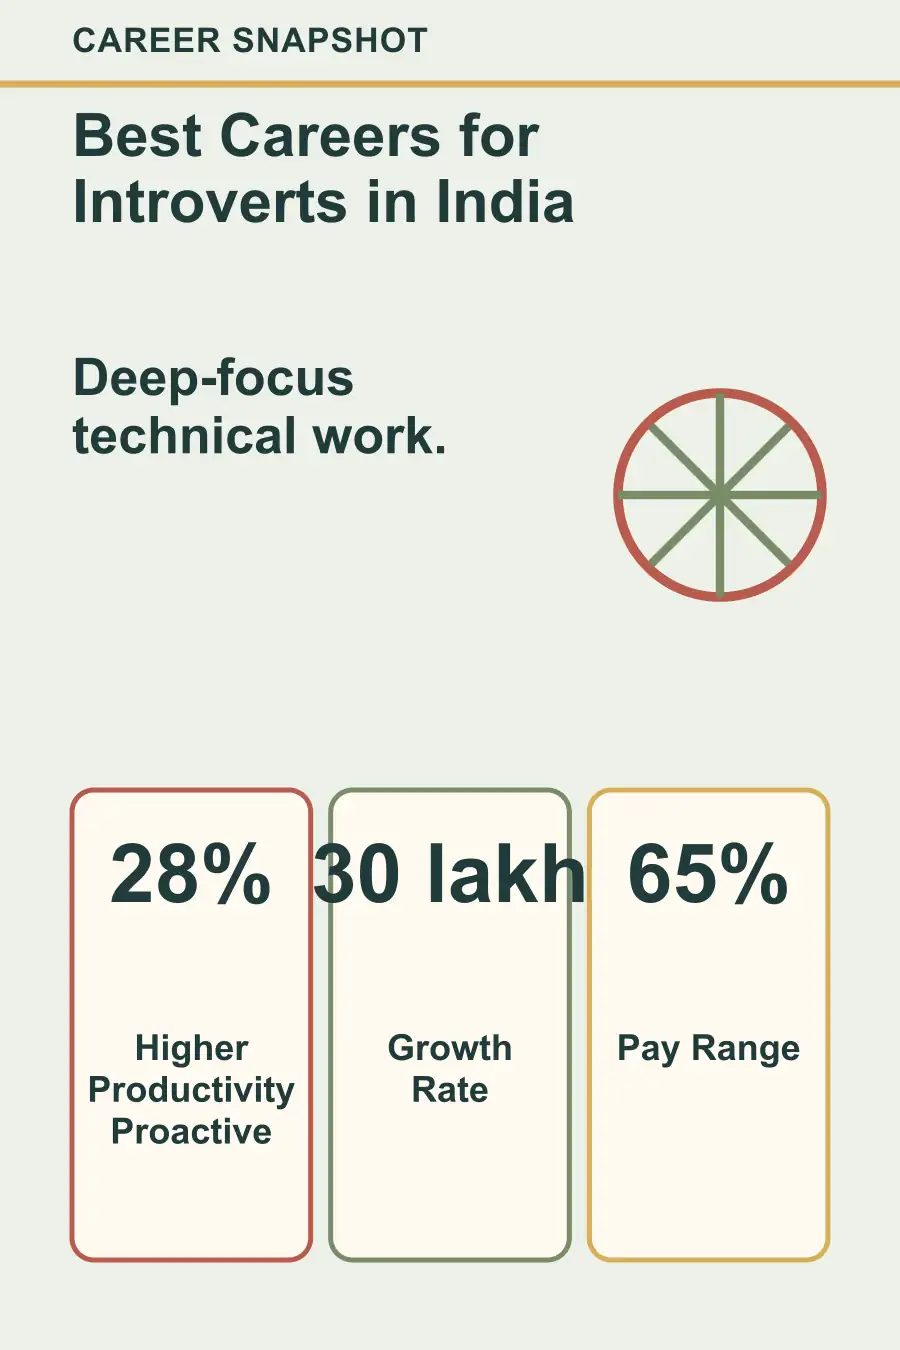 CAREER SNAPSHOT
Best Careers for
Introverts in India
Deep-focus
technical work.
28%
Higher
Productivity
Proactive
30 lakh
Growth
Rate
65%
Pay Range